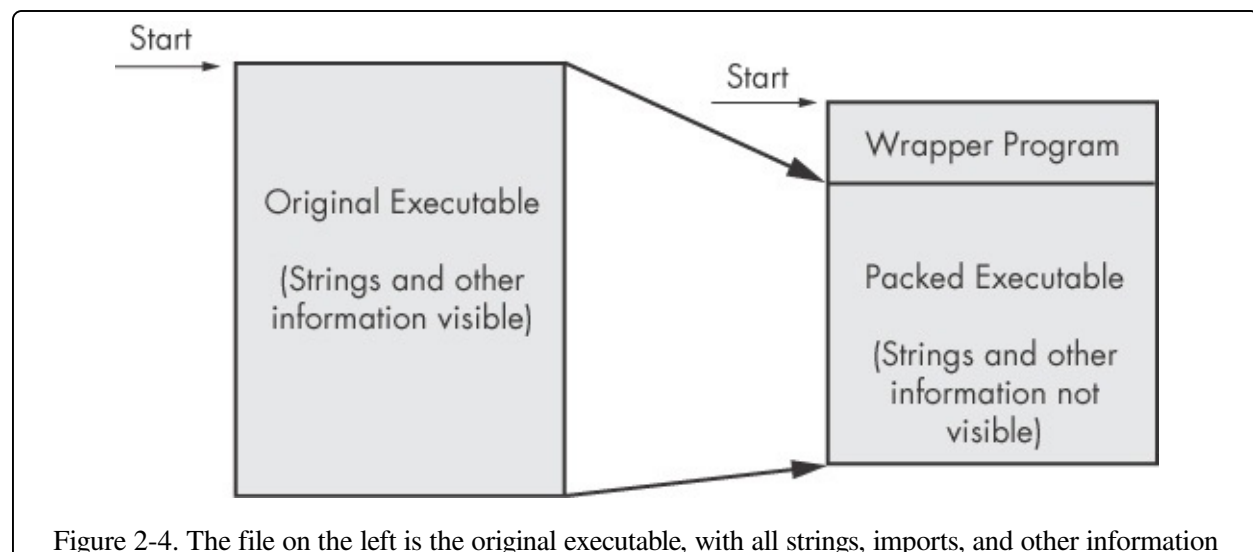 Start
Original Executable
(Strings and other
information visible)
Start
Wrapper Program
Packed Executable
(Strings and other
information not
visible)
Figure 2-4. The file on the left is the original executable, with all strings, imports, and other information